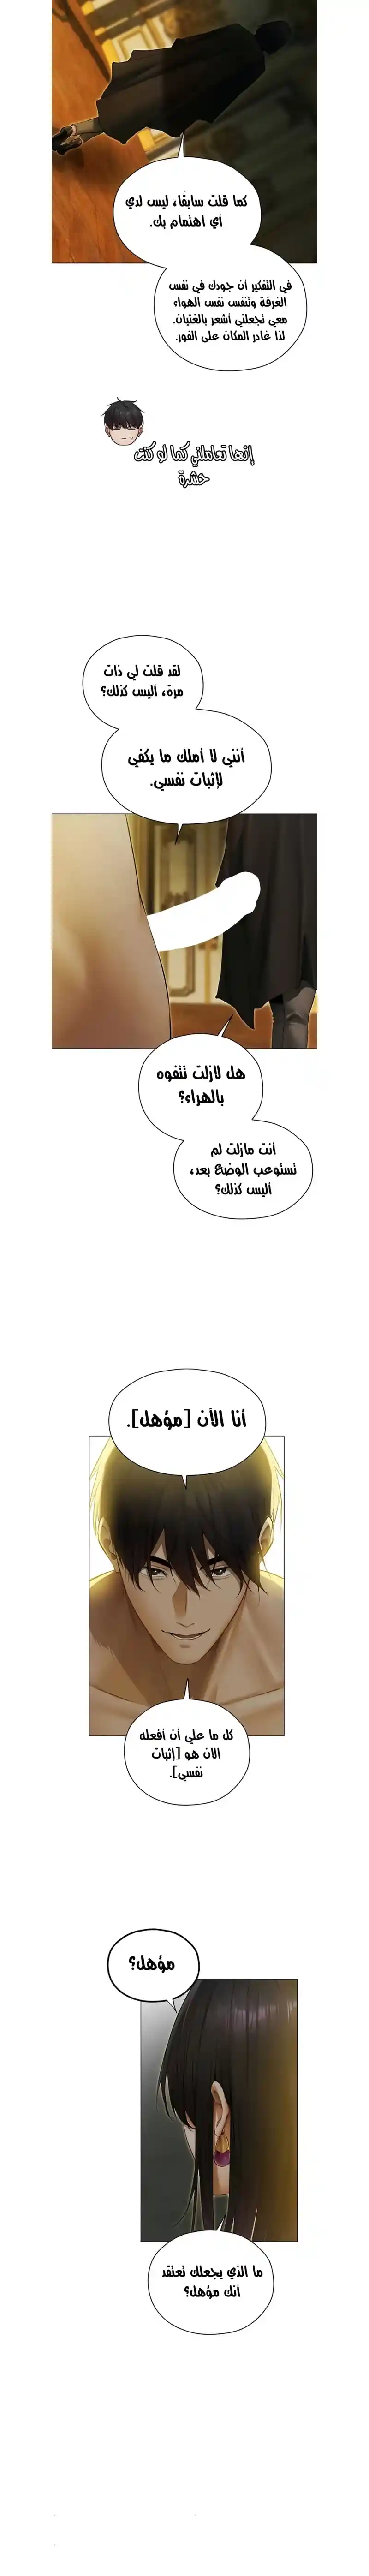 كما قلت سابقًا، ليس لدي
أي اهتمام بك.
في التفكير أن جودك في نفس
الغرفة وتنفس نفس الهواء
معي تجعلني أشعر بالغثيان.
لذا غادر المكان على الفور.
إنها تعاملني كما لو كنت
حشرة
لقد قلت لي ذات
مرة، أليس كذلك؟
أنني لا أملك ما يكفي
لإثبات نفسي.
هل لازلت تتفوه
بالهراء؟
أنت مازلت لم
تستوعب الوضع بعد،
أليس كذلك؟
أنا الآن [مؤهل].
كل ما علي أن أفعله
الآن هو [إثبات
نفسي].
مؤهل؟
ما الذي يجعلك تعتقد
أنك مؤهل؟